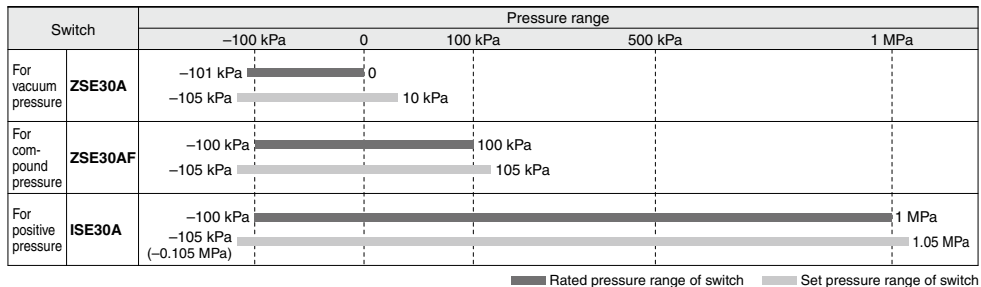 Switch
Pressure range
–100 kPa 0 100 kPa 500 kPa 1 MPa
For
vacuum
pressure
ZSE30A
–101 kPa 0
–105 kPa 10 kPa
For
com-
pound
pressure
ZSE30AF
–100 kPa 100 kPa
–105 kPa 105 kPa
For
positive
pressure
ISE30A
–100 kPa 1 MPa
–105 kPa 1.05 MPa
(–0.105 MPa)
Rated pressure range of switch Set pressure range of switch